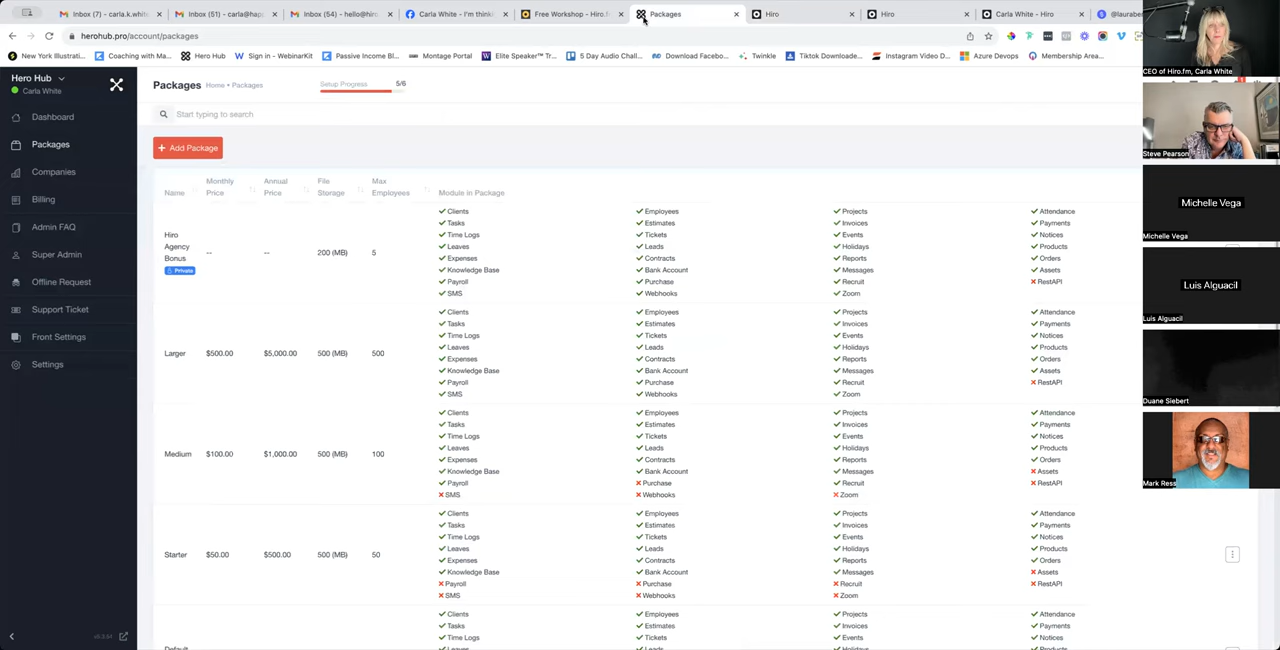 Inbox (7) - carla.k.white
Inbox (51) - carla@hap
Inbox (54) - hello@hiro.
Carla White - I'm think
Free Workshop - Hiro.f
Packages
Hiro
Hiro
Carla White - Hiro
@lauraber
herohub.pro/account/packages
New York Illustrati...
Coaching with Ma...
Hero Hub
Sign in - WebinarKit
Passive Income Bl...
Montage Portal
Elite Speaker™ Tr...
5 Day Audio Chall...
Download Facebo...
Twinkle
Tiktok Downloade...
Instagram Video D...
Azure Devops
Membership Area...
Hero Hub
Carla White
Dashboard
Packages
Companies
Billing
Admin FAQ
Super Admin
Offline Request
Support Ticket
Front Settings
Settings
Packages Home • Packages
Setup Progress 5/6
Start typing to search
+ Add Package
Name Monthly Price Annual Price File Storage Max Employees Module in Package
Hiro Agency Bonus Private -- -- 200 (MB) 5
Clients Employees Projects Attendance
Tasks Estimates Invoices Payments
Time Logs Tickets Events Notices
Leaves Leads Holidays Products
Expenses Contracts Reports Orders
Knowledge Base Bank Account Messages Assets
Payroll Purchase Recruit RestAPI
SMS Webhooks Zoom
Larger $500.00 $5,000.00 500 (MB) 500
Clients Employees Projects Attendance
Tasks Estimates Invoices Payments
Time Logs Tickets Events Notices
Leaves Leads Holidays Products
Expenses Contracts Reports Orders
Knowledge Base Bank Account Messages Assets
Payroll Purchase Recruit RestAPI
SMS Webhooks Zoom
Medium $100.00 $1,000.00 500 (MB) 100
Clients Employees Projects Attendance
Tasks Estimates Invoices Payments
Time Logs Tickets Events Notices
Leaves Leads Holidays Products
Expenses Contracts Reports Orders
Knowledge Base Bank Account Messages Assets
Payroll Purchase Recruit RestAPI
SMS Webhooks Zoom
Starter $50.00 $500.00 500 (MB) 50
Clients Employees Projects Attendance
Tasks Estimates Invoices Payments
Time Logs Tickets Events Notices
Leaves Leads Holidays Products
Expenses Contracts Reports Orders
Knowledge Base Bank Account Messages Assets
Payroll Purchase Recruit RestAPI
SMS Webhooks Zoom
Default
Clients Employees Projects Attendance
Tasks Estimates Invoices Payments
Time Logs Tickets Events Notices
Leaves Leads Holidays Products
CEO of Hiro.fm, Carla White
Steve Pearson
Michelle Vega
Michelle Vega
Luis Alguacil
Luis Alguacil
Duane Siebert
Mark Ress